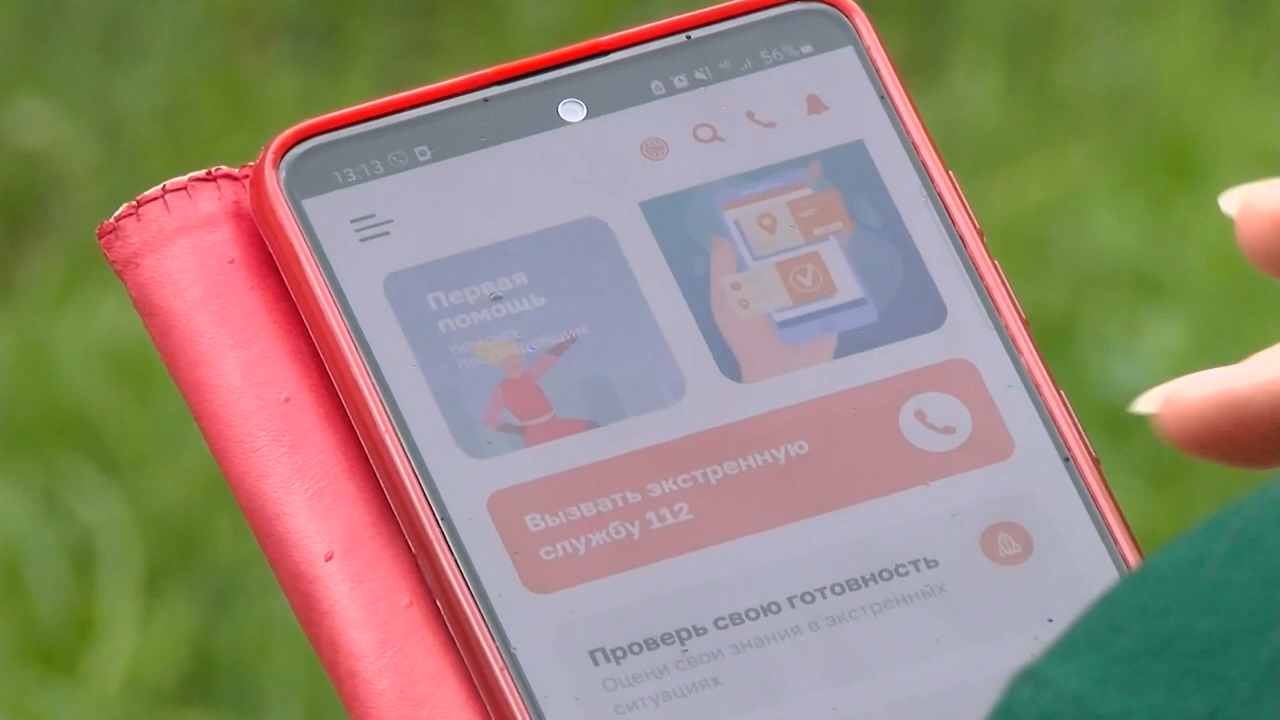 13:13
56%
Первая
помощь
Вызвать экстренную
службу 112
Проверь свою готовность
Оцени свои знания в экстренных
ситуациях